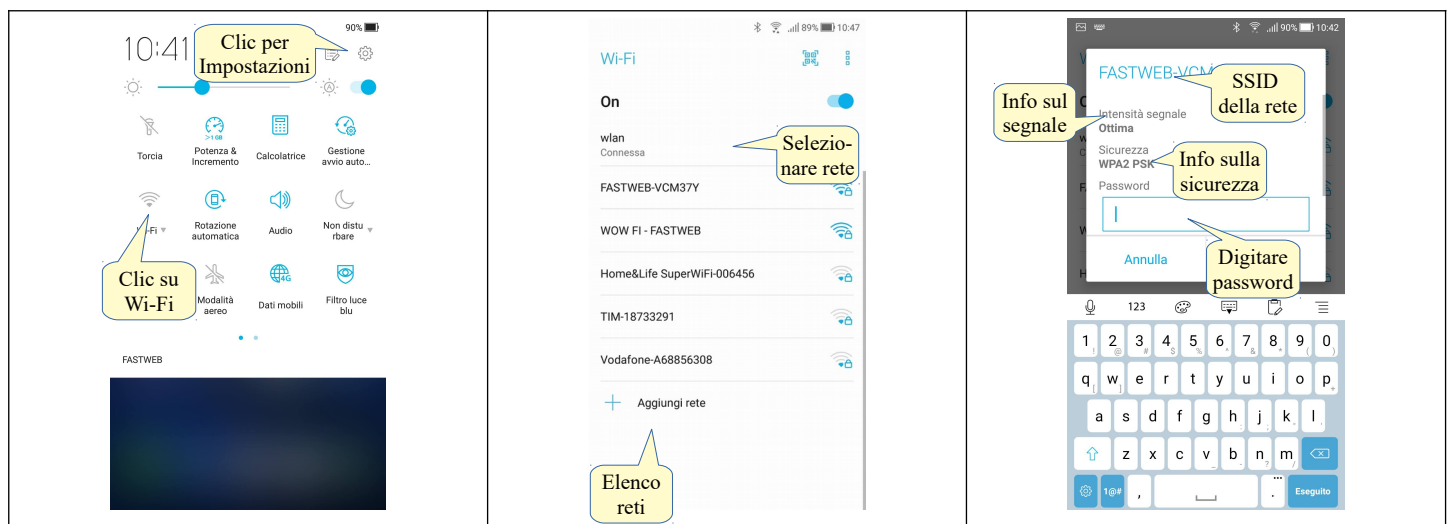 90%
10:41
Clic per
Impostazioni
>1 GB
Torcia
Potenza &
Incremento
Calcolatrice
Gestione
avvio auto...
Rotazione
automatica
Audio
Non distu
rbare
Clic su
Wi-Fi
Modalità
aereo
4G
Dati mobili
Filtro luce
blu
FASTWEB
89% 10:47
Wi-Fi
On
wlan
Connessa
Selezio-
nare rete
FASTWEB-VCM37Y
WOW FI - FASTWEB
Home&Life SuperWiFi-006456
TIM-18733291
Vodafone-A68856308
Aggiungi rete
Elenco
reti
90% 10:42
FASTWEB-VCM
SSID
della rete
Info sul
segnale
Intensità segnale
Ottima
Sicurezza
WPA2 PSK
Info sulla
sicurezza
Password
Annulla
Digitare
password
123
1 ! 2 @ 3 # 4 $ 5 % 6 ^ 7 & 8 * 9 ( 0 )
q [ w ] e r t y u i o p +
a s d f g h ; j : k ' l
z x c v _ b - n ? m /
1@# , . ... Eseguito